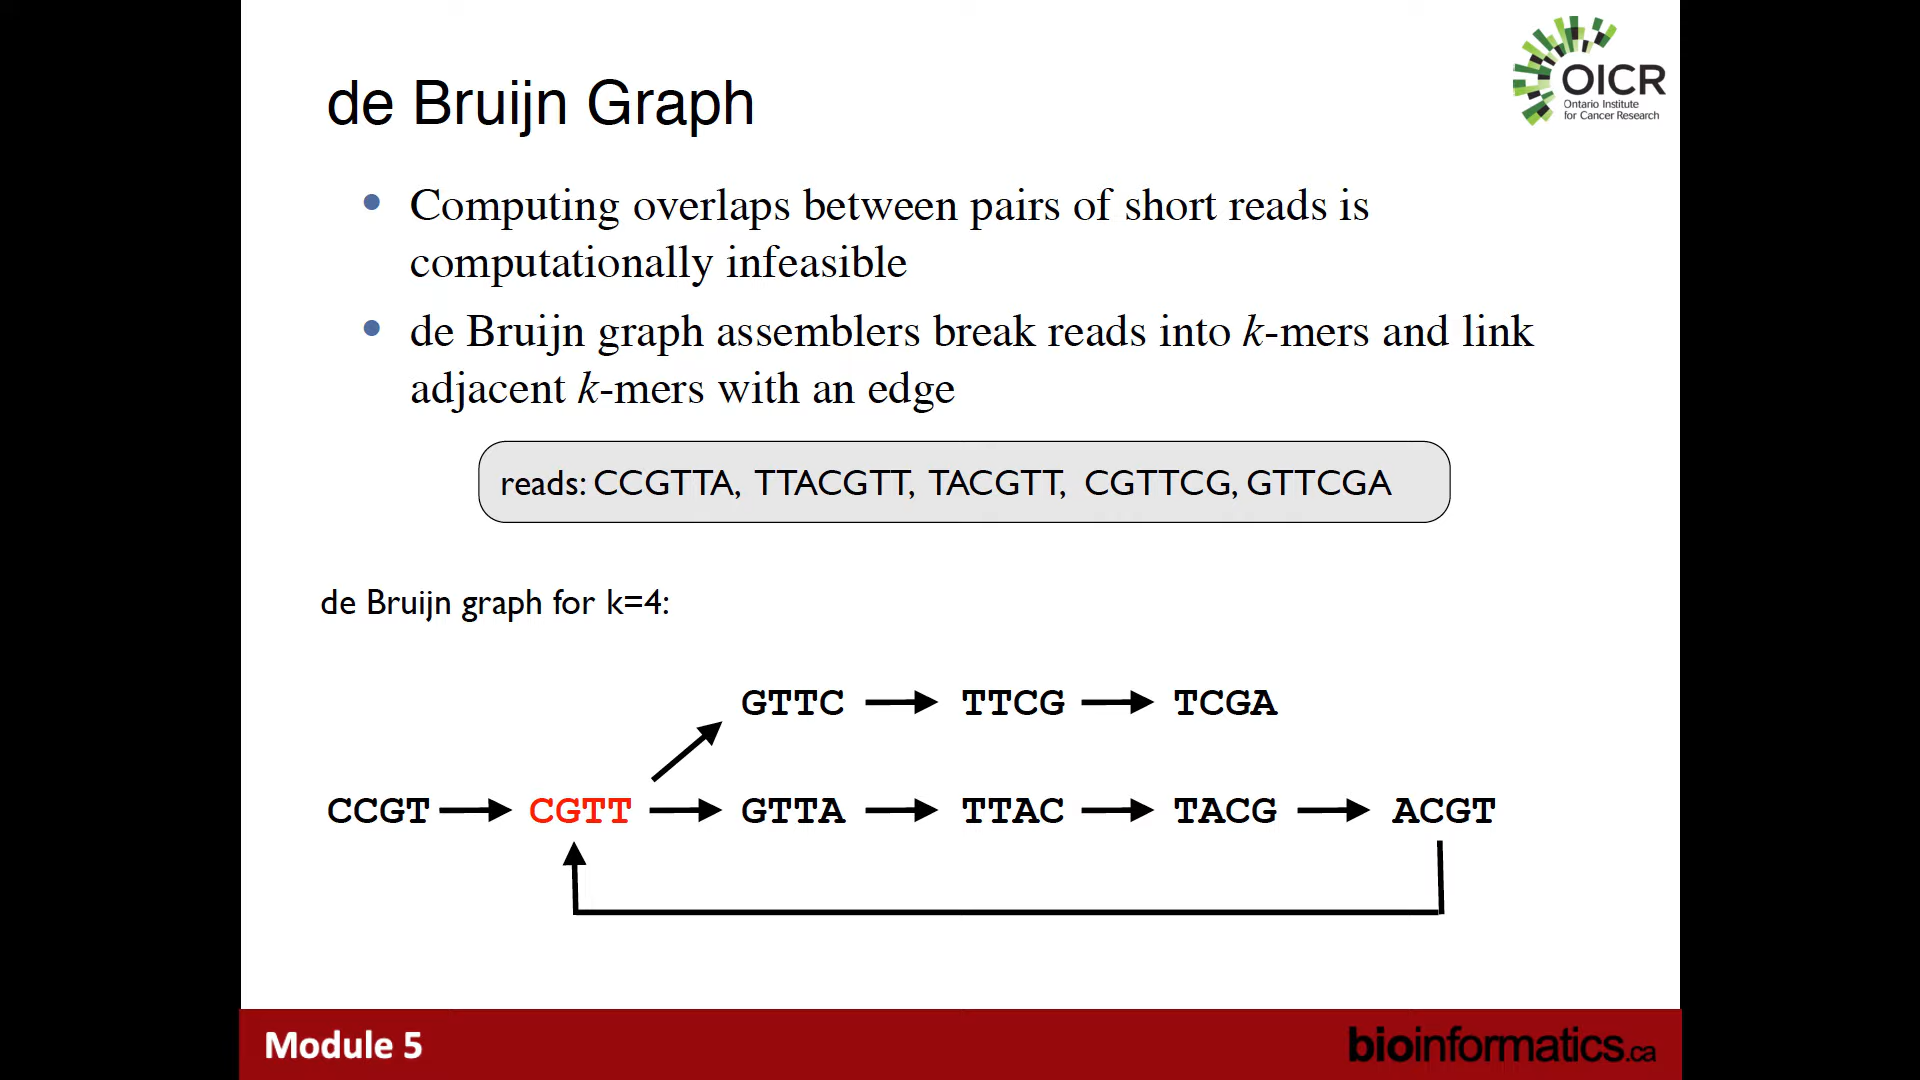 OICR
Ontario Institute
for Cancer Research
de Bruijn Graph
Computing overlaps between pairs of short reads is
computationally infeasible
de Bruijn graph assemblers break reads into k-mers and link
adjacent k-mers with an edge
reads: CCGTTA, TTACGTT, TACGTT, CGTTCG, GTTCGA
de Bruijn graph for k=4:
GTTC TTCG TCGA
CCGT CGTT GTTA TTAC TACG ACGT
Module 5
bioinformatics.ca